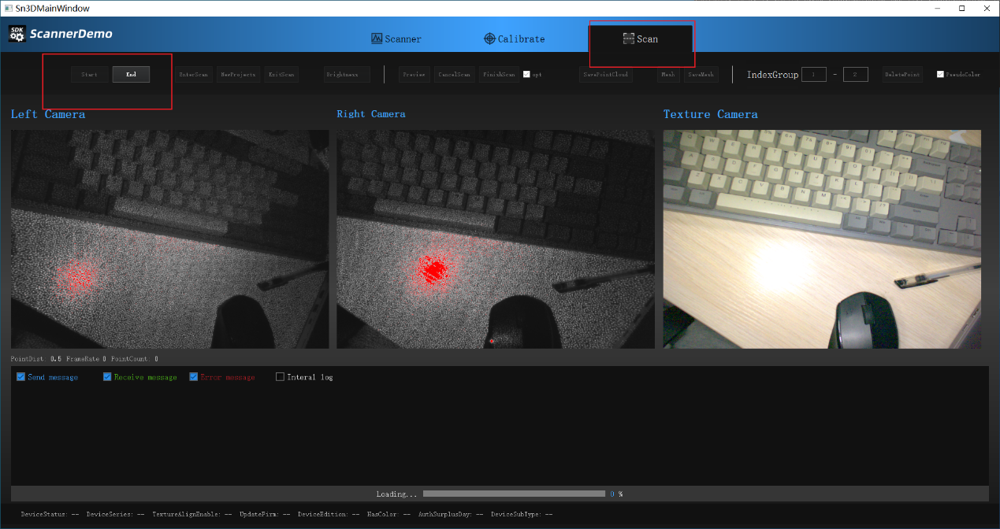 Sn3DMainWindow
SDK ScannerDemo
Scanner Calibrate Scan
Start End EnterScan NewProjects ExitScan Brightness Preview CancelScan FinishScan opt SavePointCloud Mesh SaveMesh IndexGroup 1 - 2 DeletePoint PseudoColor
Left Camera Right Camera Texture Camera
PointDist: 0.5 FrameRate 0 PointCount: 0
Send message Receive message Error message Interal log
Loading... 0 %
DeviceStatus: -- DeviceSeries: -- TextureAlignEnable: -- UpdateFirm: -- DeviceEdition: -- HasColor: -- AuthSurplusDay: -- DeviceSubType: --